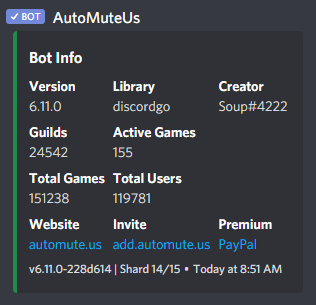 BOT AutoMuteUs
Bot Info
Version Library Creator
6.11.0 discordgo Soup#4222
Guilds Active Games
24542 155
Total Games Total Users
151238 119781
Website Invite Premium
automute.us add.automute.us PayPal
v6.11.0-228d614 | Shard 14/15 • Today at 8:51 AM